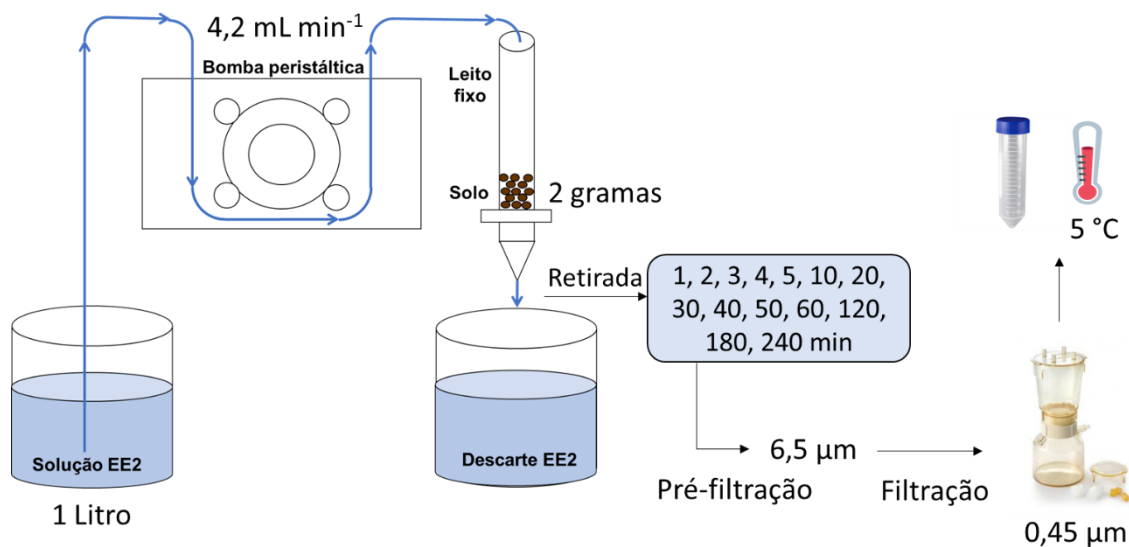 4,2 mL min⁻¹
Bomba peristáltica
Leito
fixo
Solo
2 gramas
Solução EE2
1 Litro
Descarte EE2
Retirada
1, 2, 3, 4, 5, 10, 20,
30, 40, 50, 60, 120,
180, 240 min
6,5 µm
Pré-filtração
Filtração
5 °C
0,45 µm